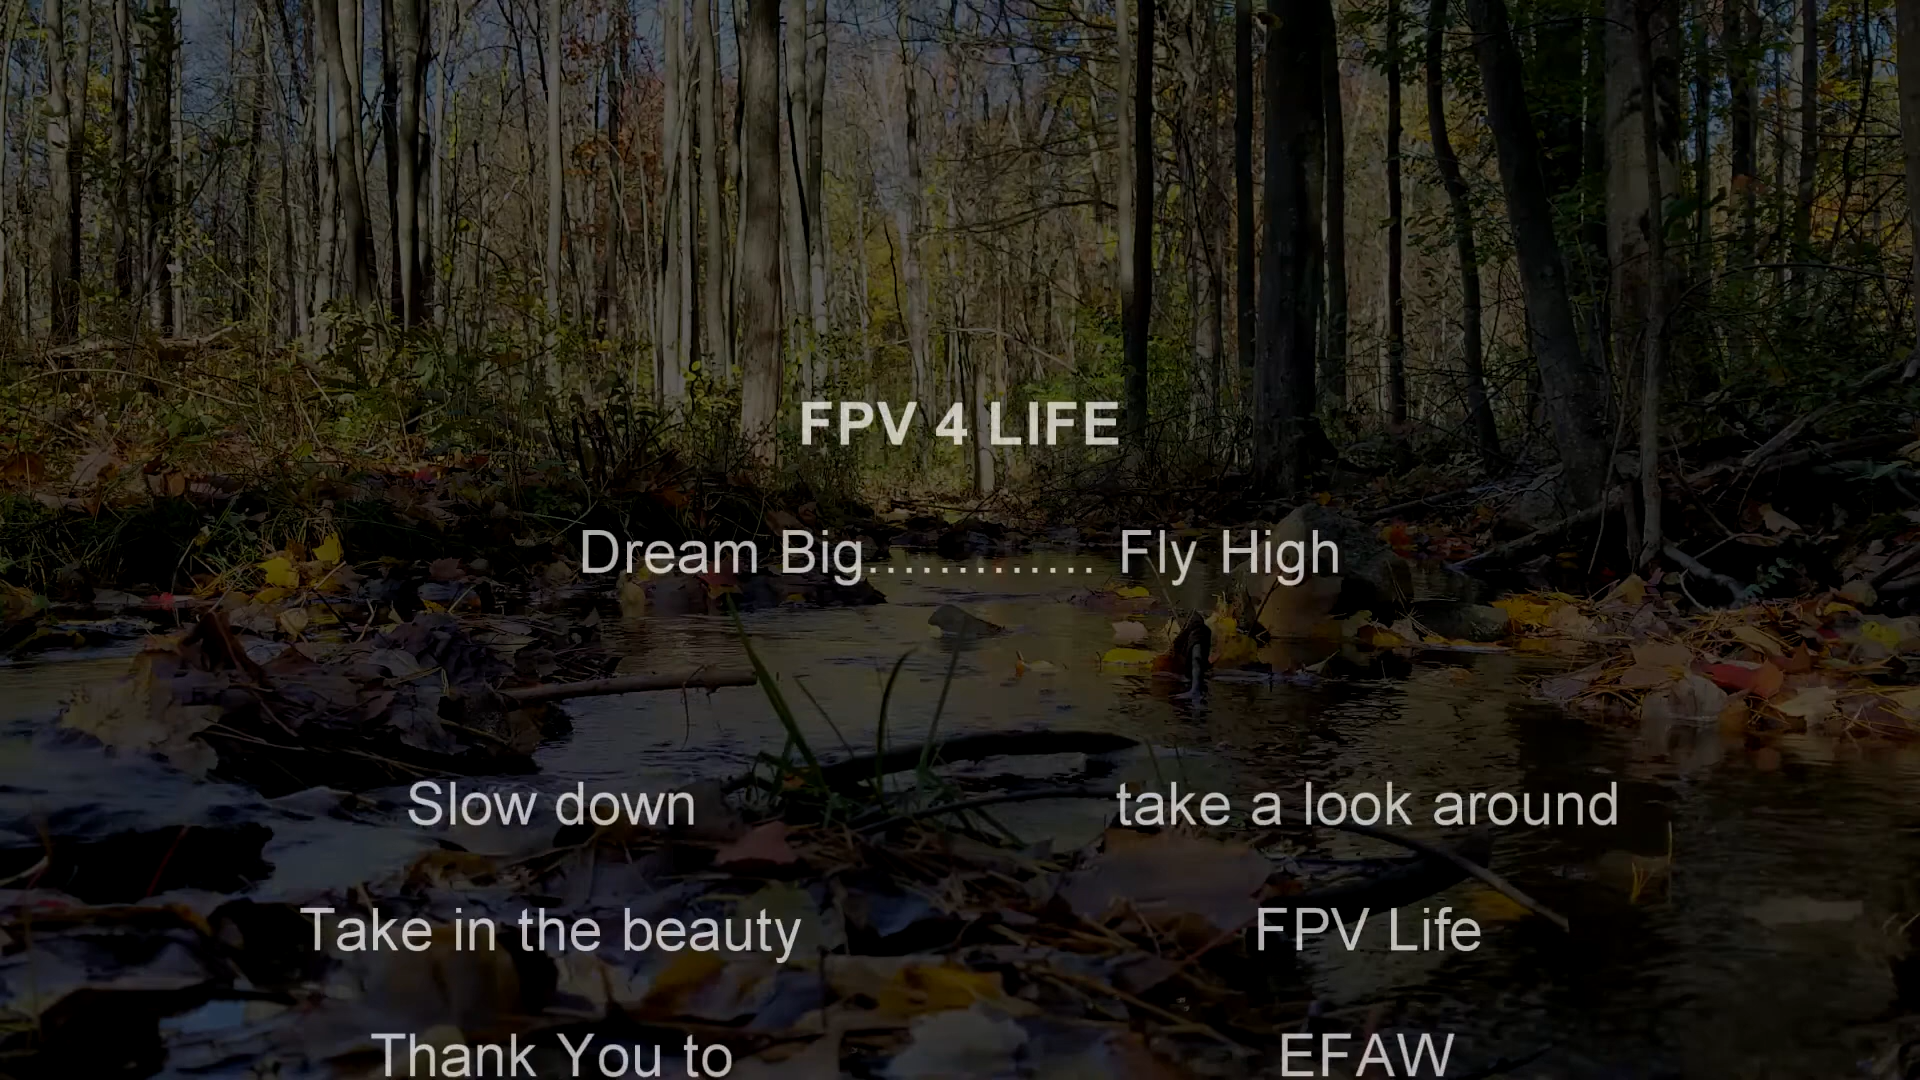 FPV 4 LIFE
Dream Big............. Fly High
Slow down take a look around
Take in the beauty FPV Life
Thank You to EFAW